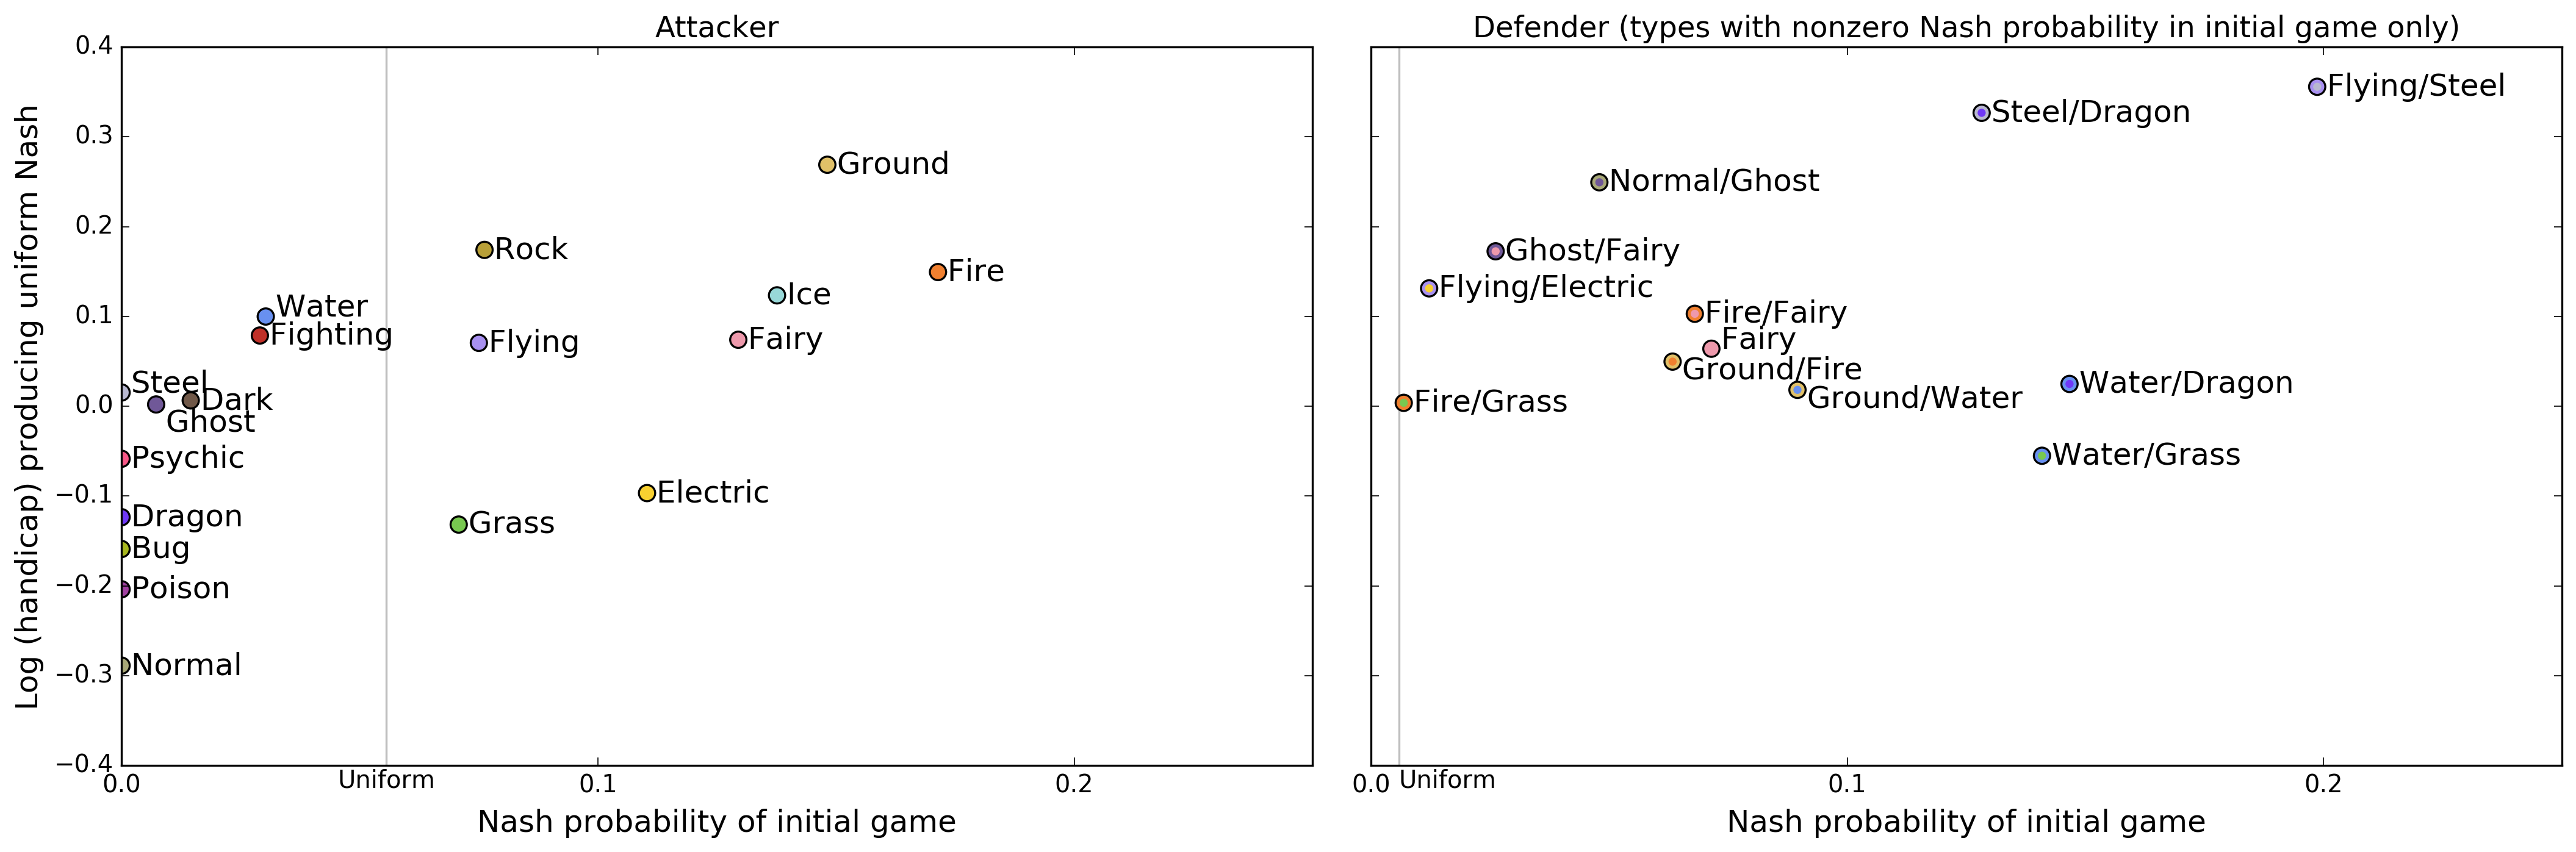 Attacker
Defender (types with nonzero Nash probability in initial game only)
Log (handicap) producing uniform Nash
0.4
0.3
0.2
0.1
0.0
−0.1
−0.2
−0.3
−0.4
Ground
Rock
Fire
Ice
Water
Fighting
Flying
Fairy
Steel
Dark
Ghost
Psychic
Electric
Dragon
Grass
Bug
Poison
Normal
0.0
Uniform
0.1
0.2
Nash probability of initial game
Flying/Steel
Steel/Dragon
Normal/Ghost
Ghost/Fairy
Flying/Electric
Fire/Fairy
Fairy
Ground/Fire
Water/Dragon
Ground/Water
Fire/Grass
Water/Grass
0.0
Uniform
0.1
0.2
Nash probability of initial game